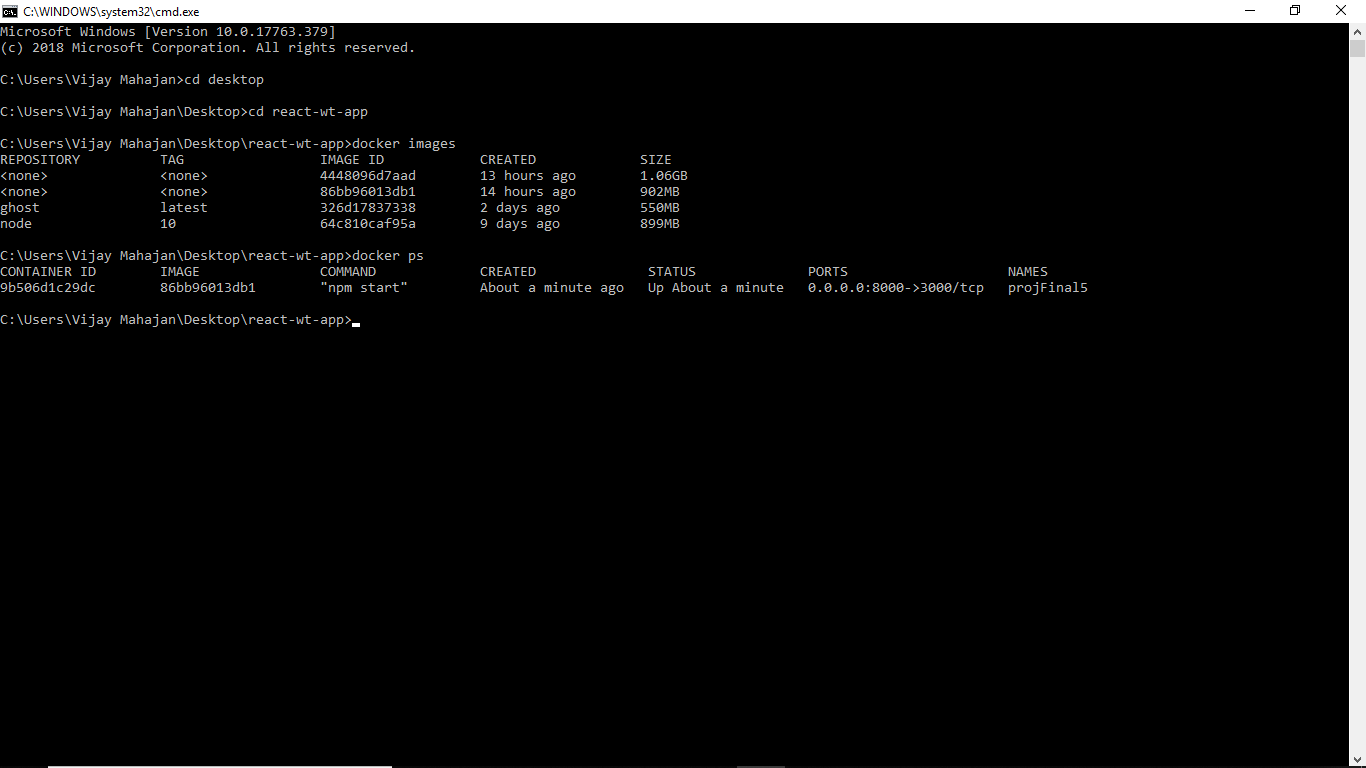 C:\WINDOWS\system32\cmd.exe
Microsoft Windows [Version 10.0.17763.379]
(c) 2018 Microsoft Corporation. All rights reserved.
C:\Users\Vijay Mahajan>cd desktop
C:\Users\Vijay Mahajan\Desktop>cd react-wt-app
C:\Users\Vijay Mahajan\Desktop\react-wt-app>docker images
REPOSITORY          TAG                 IMAGE ID            CREATED             SIZE
<none>              <none>              4448096d7aad        13 hours ago        1.06GB
<none>              <none>              86bb96013db1        14 hours ago        902MB
ghost               latest              326d17837338        2 days ago          550MB
node                10                  64c810caf95a        9 days ago          899MB
C:\Users\Vijay Mahajan\Desktop\react-wt-app>docker ps
CONTAINER ID        IMAGE               COMMAND             CREATED              STATUS              PORTS                    NAMES
9b506d1c29dc        86bb96013db1        "npm start"         About a minute ago   Up About a minute   0.0.0.0:8000->3000/tcp   projFinal5
C:\Users\Vijay Mahajan\Desktop\react-wt-app>